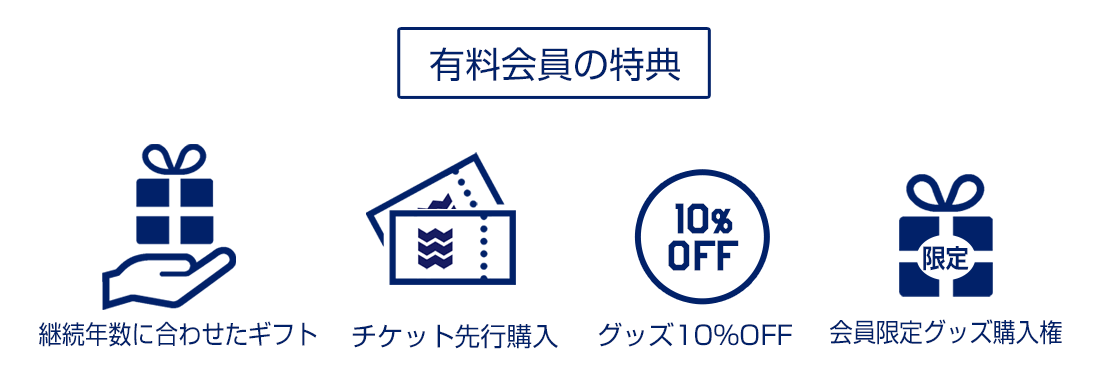 有料会員の特典
10%
OFF
限定
継続年数に合わせたギフト
チケット先行購入
グッズ10%OFF
会員限定グッズ購入権